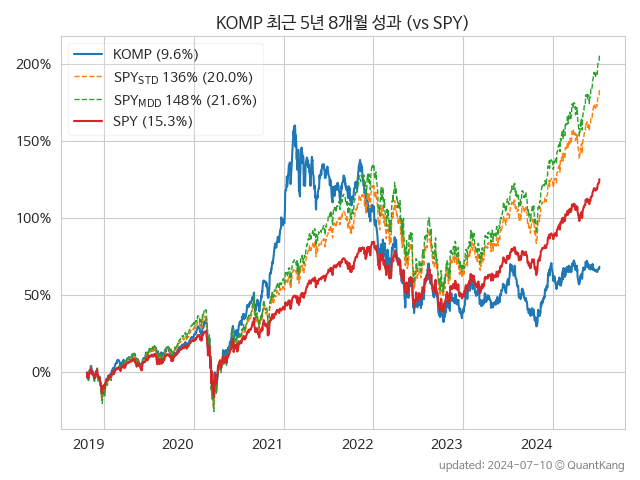 KOMP 최근 5년 8개월 성과 (vs SPY)
KOMP (9.6%)
SPY_STD 136% (20.0%)
SPY_MDD 148% (21.6%)
SPY (15.3%)
200%
150%
100%
50%
0%
2019 2020 2021 2022 2023 2024
updated: 2024-07-10 © QuantKang